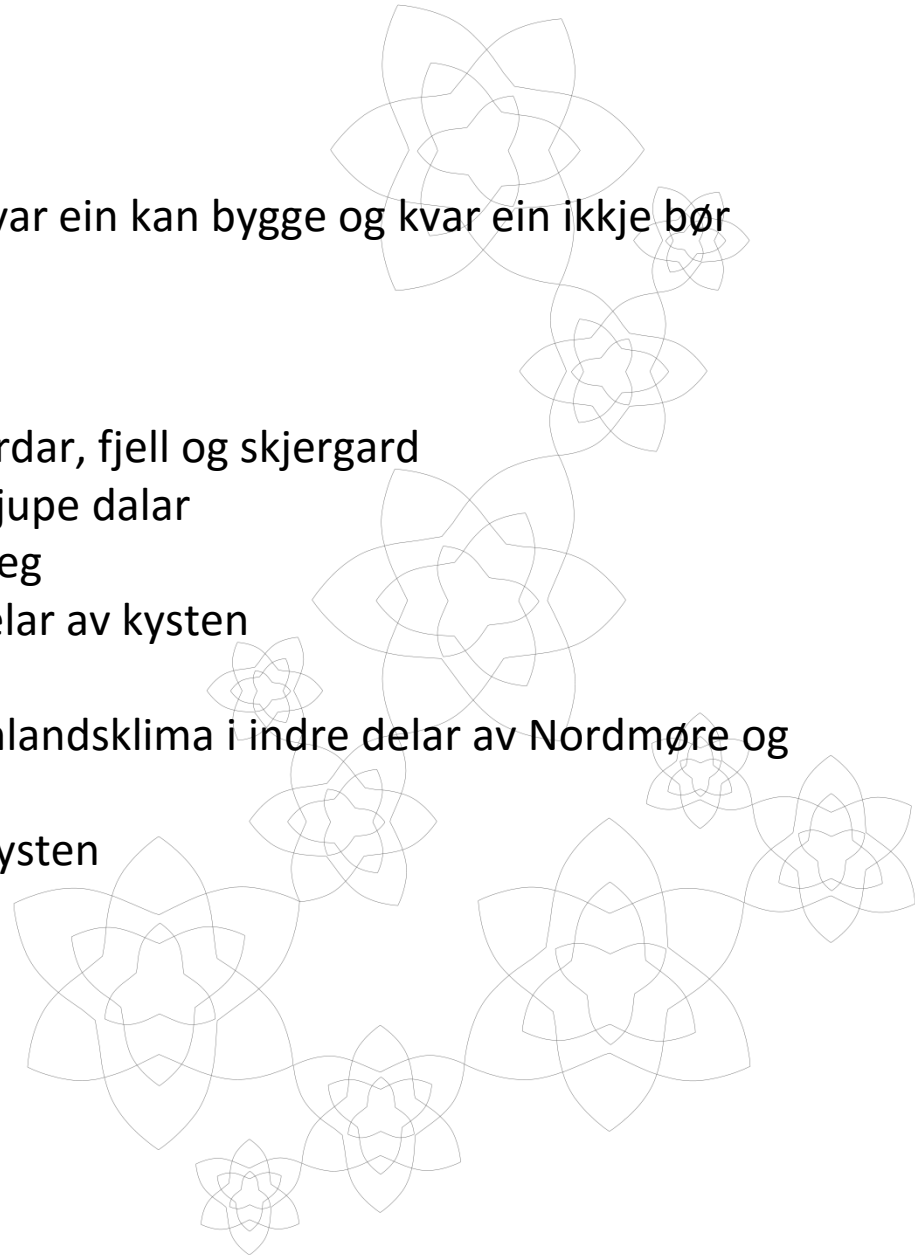 var ein kan bygge og kvar ein ikkje bør
rdar, fjell og skjergard
jupe dalar
eg
elar av kysten
nlandsklima i indre delar av Nordmøre og
ysten